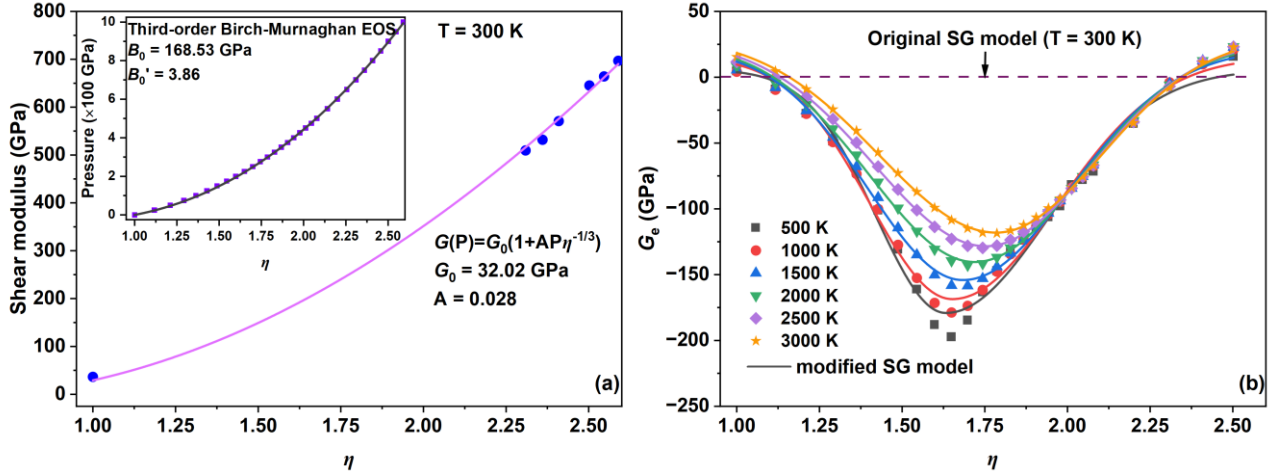 800
700
600
500
400
300
200
100
0
Shear modulus (GPa)
1.00 1.25 1.50 1.75 2.00 2.25 2.50
η
T = 300 K
Third-order Birch-Murnaghan EOS
B₀ = 168.53 GPa
B₀' = 3.86
10
8
6
4
2
0
Pressure (×100 GPa)
1.00 1.25 1.50 1.75 2.00 2.25 2.50
η
G(P)=G₀(1+APη⁻¹/³)
G₀ = 32.02 GPa
A = 0.028
(a)
50
0
−50
−100
−150
−200
−250
Gₑ (GPa)
Original SG model (T = 300 K)
500 K
1000 K
1500 K
2000 K
2500 K
3000 K
modified SG model
(b)
1.00 1.25 1.50 1.75 2.00 2.25 2.50
η